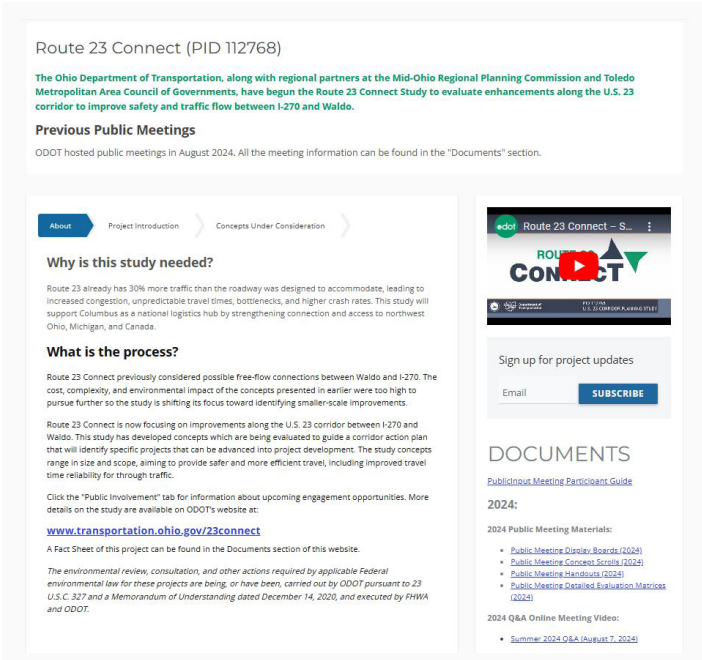 Route 23 Connect (PID 112768)
The Ohio Department of Transportation, along with regional partners at the Mid-Ohio Regional Planning Commission and Toledo
Metropolitan Area Council of Governments, have begun the Route 23 Connect Study to evaluate enhancements along the U.S. 23
corridor to improve safety and traffic flow between I-270 and Waldo.
Previous Public Meetings
ODOT hosted public meetings in August 2024. All the meeting information can be found in the "Documents" section.
About
Project Introduction
Concepts Under Consideration
Why is this study needed?
Route 23 already has 30% more traffic than the roadway was designed to accommodate, leading to
increased congestion, unpredictable travel times, bottlenecks, and higher crash rates. This study will
support Columbus as a national logistics hub by strengthening connection and access to northwest
Ohio, Michigan, and Canada.
What is the process?
Route 23 Connect previously considered possible free-flow connections between Waldo and I-270. The
cost, complexity, and environmental impact of the concepts presented in earlier were too high to
pursue further so the study is shifting its focus toward identifying smaller-scale improvements.
Route 23 Connect is now focusing on improvements along the U.S. 23 corridor between I-270 and
Waldo. This study has developed concepts which are being evaluated to guide a corridor action plan
that will identify specific projects that can be advanced into project development. The study concepts
range in size and scope, aiming to provide safer and more efficient travel, including improved travel
time reliability for through traffic.
Click the "Public Involvement" tab for information about upcoming engagement opportunities. More
details on the study are available on ODOT's website at:
www.transportation.ohio.gov/23connect
A Fact Sheet of this project can be found in the Documents section of this website.
The environmental review, consultation, and other actions required by applicable Federal
environmental law for these projects are being, or have been, carried out by ODOT pursuant to 23
U.S.C. 327 and a Memorandum of Understanding dated December 14, 2020, and executed by FHWA
and ODOT.
Route 23 Connect – S...
U.S. 23 CORRIDOR PLANNING STUDY
Sign up for project updates
Email
SUBSCRIBE
DOCUMENTS
PublicInput Meeting Participant Guide
2024:
2024 Public Meeting Materials:
Public Meeting Display Boards (2024)
Public Meeting Concept Scrolls (2024)
Public Meeting Handouts (2024)
Public Meeting Detailed Evaluation Matrices
(2024)
2024 Q&A Online Meeting Video:
Summer 2024 Q&A (August 7, 2024)